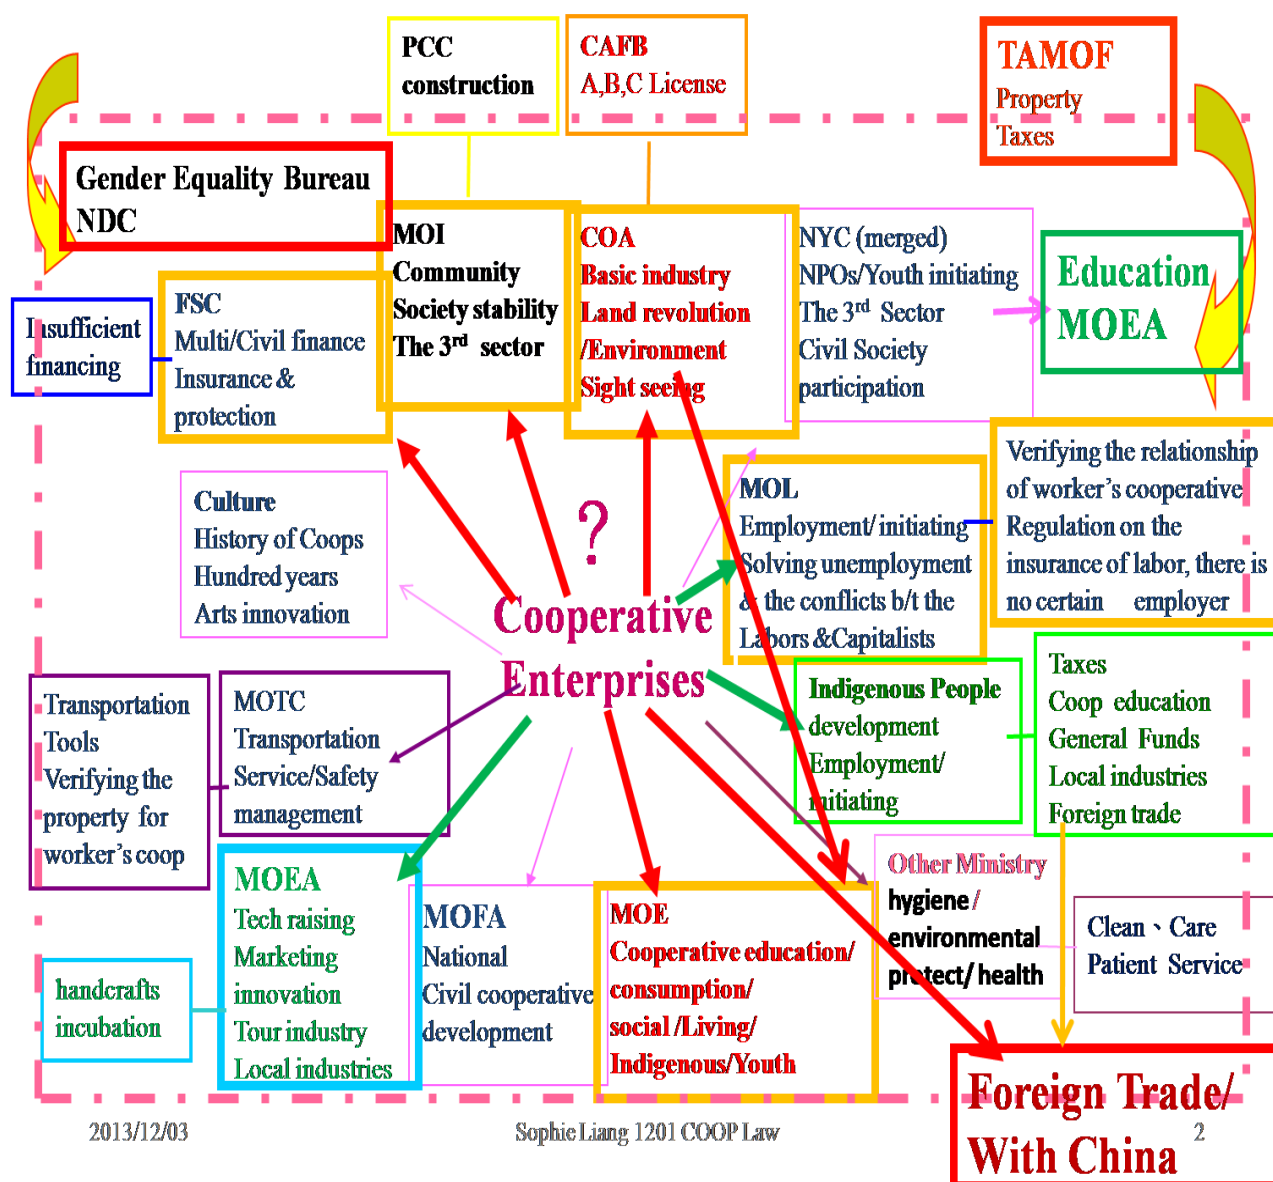 PCC
construction
CAFB
A,B,C License
TAMOF
Property
Taxes
Gender Equality Bureau
NDC
MOI
Community
Society stability
The 3rd sector
COA
Basic industry
Land revolution
/Environment
Sight seeing
NYC (merged)
NPOs/Youth initiating
The 3rd Sector
Civil Society
participation
Education
MOEA
Insufficient
financing
FSC
Multi/Civil finance
Insurance &
protection
Culture
History of Coops
Hundred years
Arts innovation
?
Cooperative
Enterprises
MOL
Employment/ initiating
Solving unemployment
& the conflicts b/t the
Labors &Capitalists
Verifying the relationship
of worker's cooperative
Regulation on the
insurance of labor, there is
no certain employer
Transportation
Tools
Verifying the
property for
worker's coop
MOTC
Transportation
Service/Safety
management
Indigenous People
development
Employment/
initiating
Taxes
Coop education
General Funds
Local industries
Foreign trade
handcrafts
incubation
MOEA
Tech raising
Marketing
innovation
Tour industry
Local industries
MOFA
National
Civil cooperative
development
MOE
Cooperative education/
consumption/
social /Living/
Indigenous/Youth
Other Ministry
hygiene /
environmental
protect/ health
Clean、Care
Patient Service
Foreign Trade/
With China
2013/12/03
Sophie Liang 1201 COOP Law
2